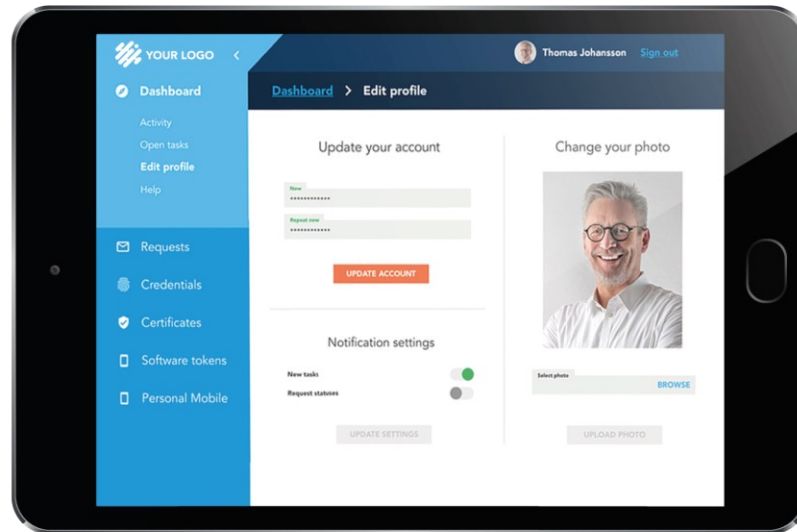 YOUR LOGO <
Thomas Johansson Sign out
Dashboard
Dashboard > Edit profile
Activity
Open tasks
Edit profile
Help
Requests
Credentials
Certificates
Software tokens
Personal Mobile
Update your account
New
************
Repeat new
************
UPDATE ACCOUNT
Notification settings
New tasks
Request statuses
UPDATE SETTINGS
Change your photo
Select photo
BROWSE
UPLOAD PHOTO